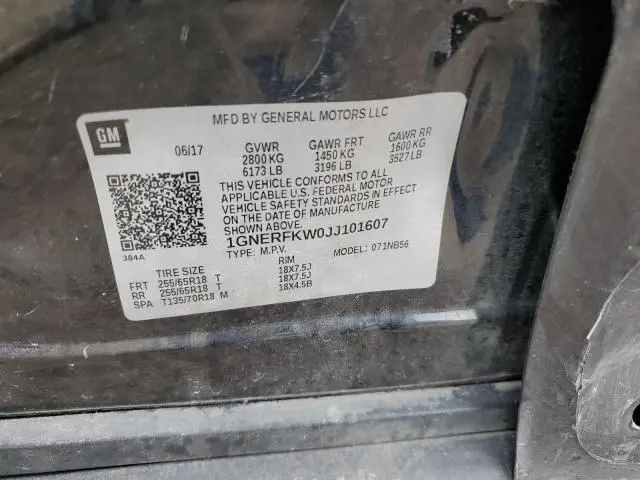 MFD BY GENERAL MOTORS LLC
GM
06/17 GVWR GAWR FRT GAWR RR
2800 KG 1450 KG 1600 KG
6173 LB 3196 LB 3527 LB
THIS VEHICLE CONFORMS TO ALL
APPLICABLE U.S. FEDERAL MOTOR
VEHICLE SAFETY STANDARDS IN EFFECT
ON THE DATE OF MANUFACTURE
SHOWN ABOVE.
1GNERFKW0JJ101607
384A
TYPE: M.P.V. MODEL: 071NB56
TIRE SIZE RIM
FRT 255/65R18 T 18X7.5J
RR 255/65R18 T 18X7.5J
SPA T135/70R18 M 18X4.5B